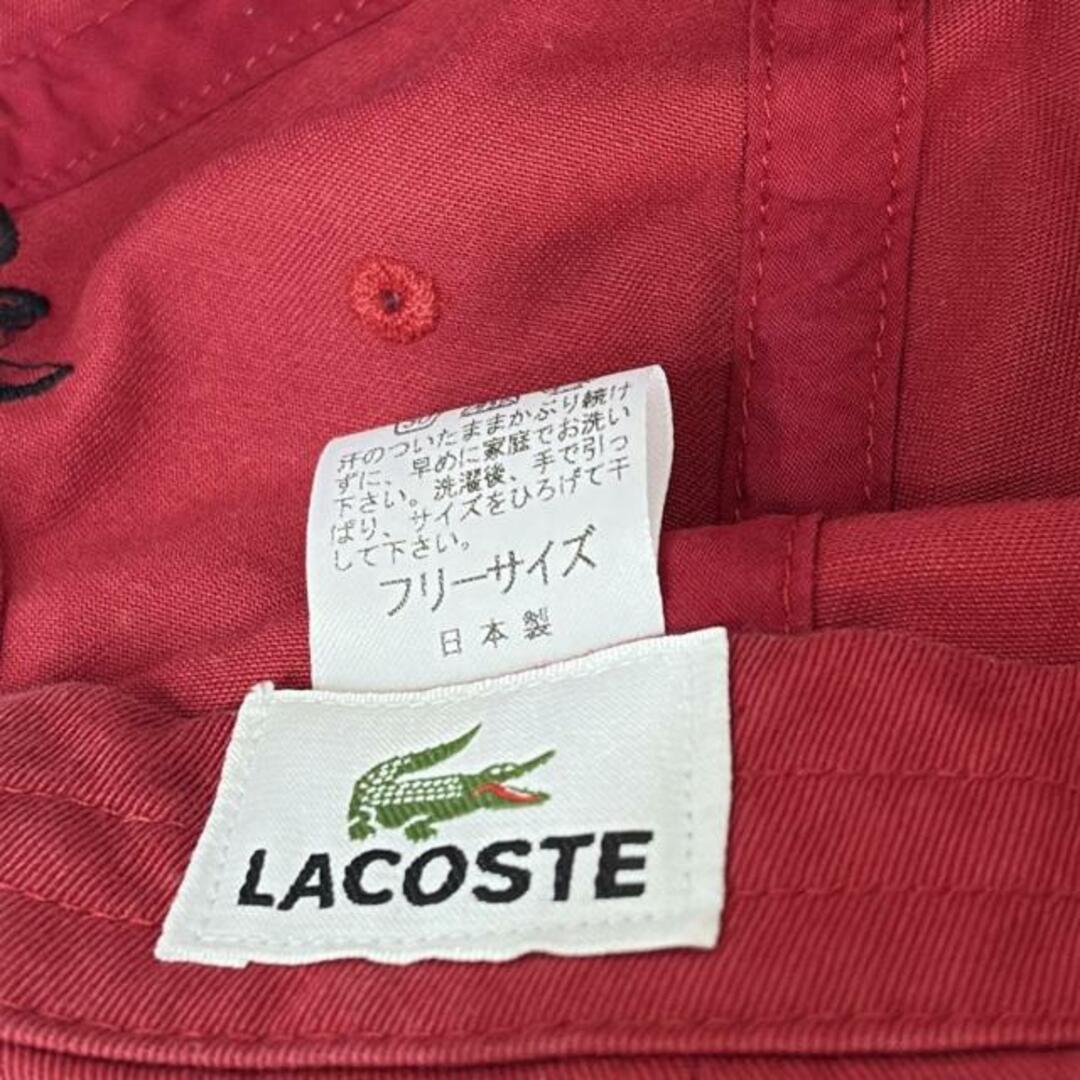 汗のついたままかぶり続け
ずに、早めに家庭でお洗い
下さい。洗濯後、手で引っ
ぱり、サイズをひろげて干
して下さい。
フリーサイズ
日本製
LACOSTE